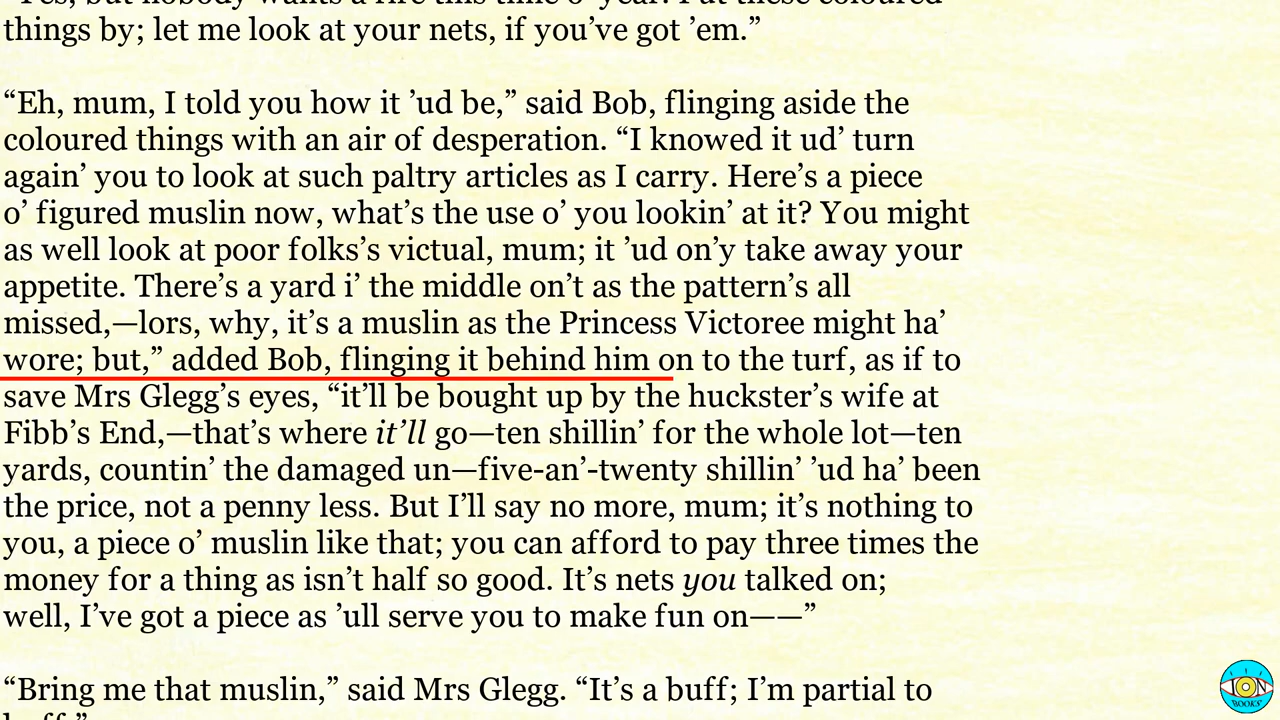 things by; let me look at your nets, if you’ve got ’em.”
“Eh, mum, I told you how it ’ud be,” said Bob, flinging aside the
coloured things with an air of desperation. “I knowed it ud’ turn
again’ you to look at such paltry articles as I carry. Here’s a piece
o’ figured muslin now, what’s the use o’ you lookin’ at it? You might
as well look at poor folks’s victual, mum; it ’ud on’y take away your
appetite. There’s a yard i’ the middle on’t as the pattern’s all
missed,—lors, why, it’s a muslin as the Princess Victoree might ha’
wore; but,” added Bob, flinging it behind him on to the turf, as if to
save Mrs Glegg’s eyes, “it’ll be bought up by the huckster’s wife at
Fibb’s End,—that’s where it’ll go—ten shillin’ for the whole lot—ten
yards, countin’ the damaged un—five-an’-twenty shillin’ ’ud ha’ been
the price, not a penny less. But I’ll say no more, mum; it’s nothing to
you, a piece o’ muslin like that; you can afford to pay three times the
money for a thing as isn’t half so good. It’s nets you talked on;
well, I’ve got a piece as ’ull serve you to make fun on——”
“Bring me that muslin,” said Mrs Glegg. “It’s a buff; I’m partial to
ION
BOOKS